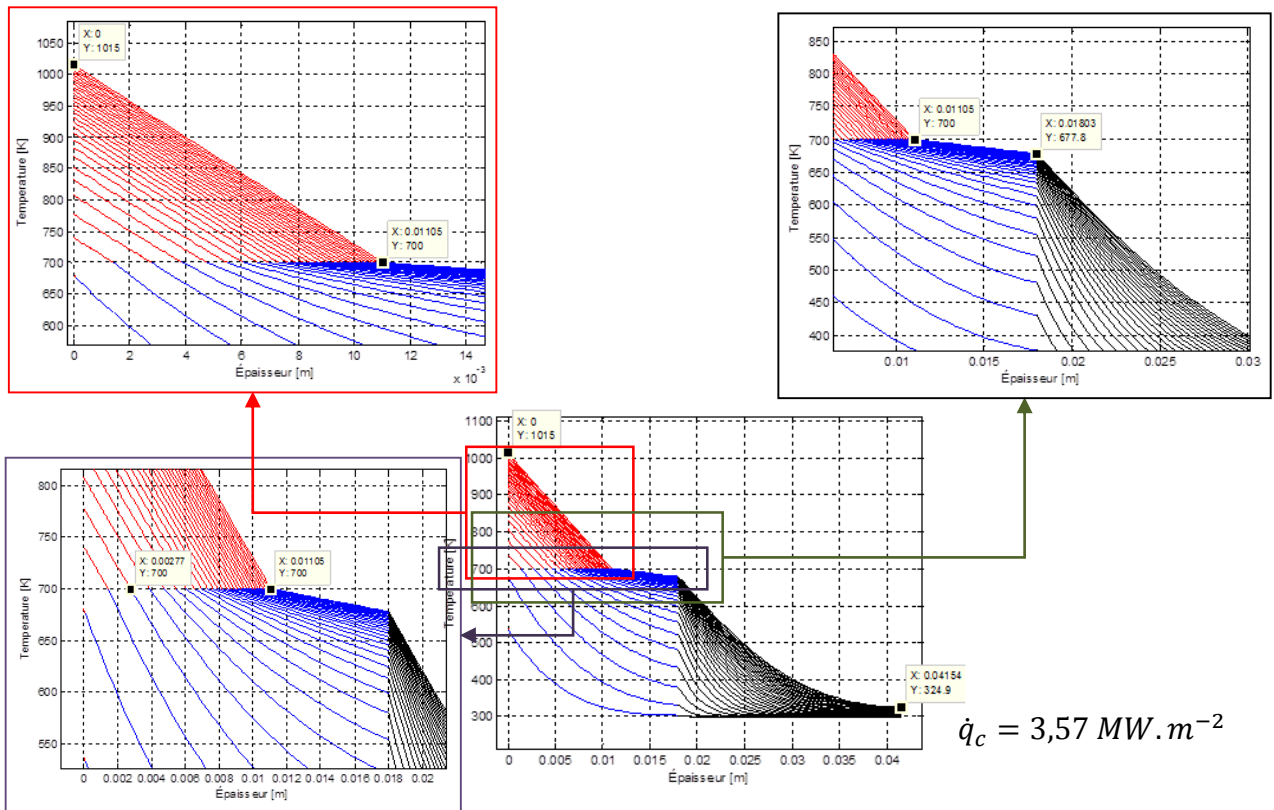 X: 0
Y: 1015
X: 0.01105
Y: 700
1050
1000
950
900
850
800
750
700
650
600
Temperature [K]
0 2 4 6 8 10 12 14
x 10⁻³
Épaisseur [m]
X: 0.01105
Y: 700
X: 0.01803
Y: 677.8
850
800
750
700
650
600
550
500
450
400
Temperature [K]
0.01 0.015 0.02 0.025 0.03
Épaisseur [m]
X: 0.00277
Y: 700
X: 0.01105
Y: 700
800
750
700
650
600
550
Temperature [K]
0 0.002 0.004 0.006 0.008 0.01 0.012 0.014 0.016 0.018 0.02
Épaisseur [m]
X: 0
Y: 1015
X: 0.04154
Y: 324.9
1100
1000
900
800
700
600
500
400
300
Temperature [K]
0 0.005 0.01 0.015 0.02 0.025 0.03 0.035 0.04
Épaisseur [m]
q̇c = 3,57 MW.m⁻²